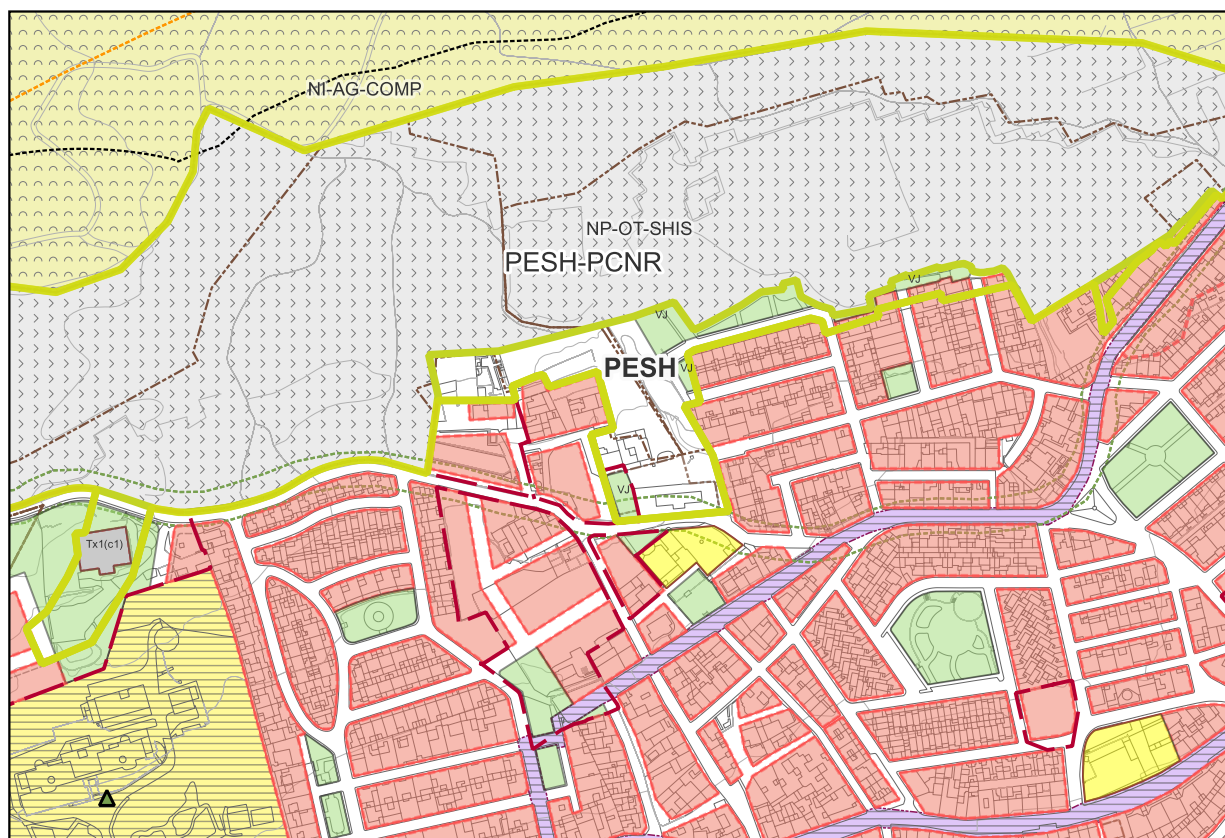 NI-AG-COMP
NP-OT-SHIS
PESH-PCNR
VJ
VJ
PESH
VJ
VJ
Tx1(c1)